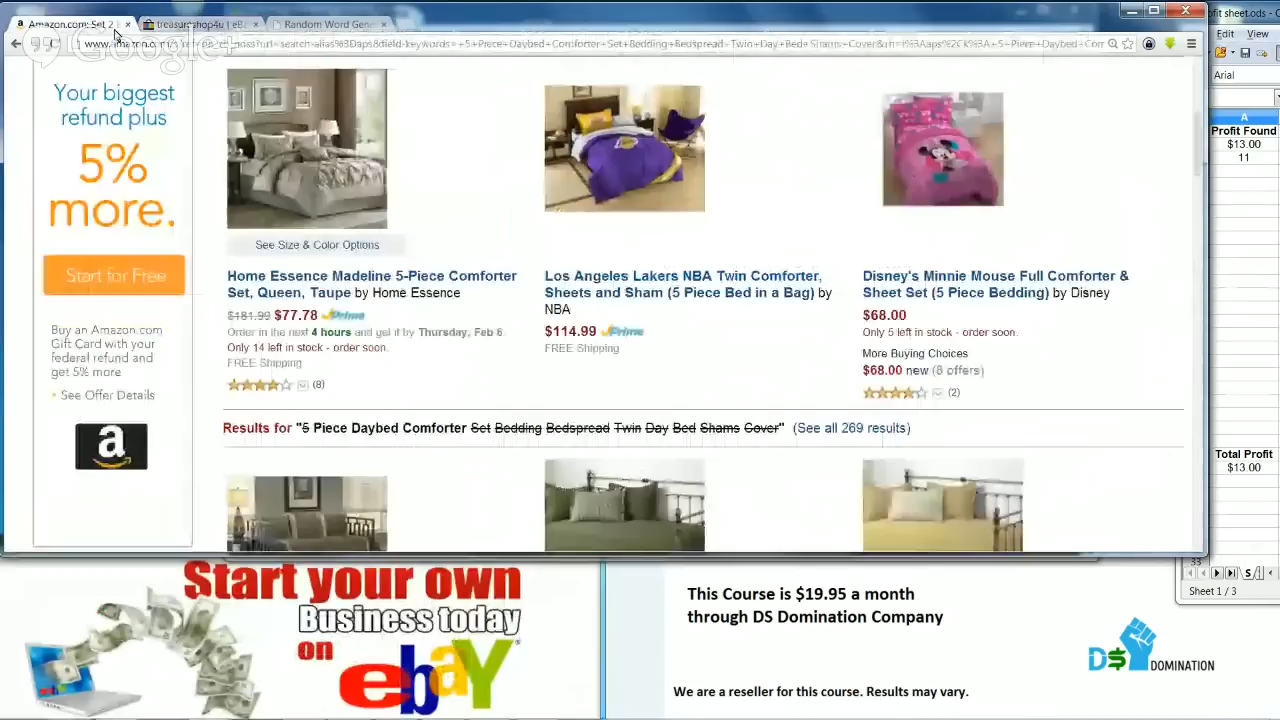 Amazon.com: Set 2
treasureshop4u | eBa
Random Word Gene
ofit sheet.ods - O
Google+
Edit View
Arial
Your biggest
refund plus
5%
more.
Start for Free
Buy an Amazon.com
Gift Card with your
federal refund and
get 5% more
See Offer Details
a
See Size & Color Options
Home Essence Madeline 5-Piece Comforter
Set, Queen, Taupe by Home Essence
$181.99 $77.78 Prime
Order in the next 4 hours and get it by Thursday, Feb 6.
Only 14 left in stock - order soon.
FREE Shipping
(8)
Los Angeles Lakers NBA Twin Comforter,
Sheets and Sham (5 Piece Bed in a Bag) by
NBA
$114.99 Prime
FREE Shipping
Disney's Minnie Mouse Full Comforter &
Sheet Set (5 Piece Bedding) by Disney
$68.00
Only 5 left in stock - order soon.
More Buying Choices
$68.00 new (8 offers)
(2)
Results for "5 Piece Daybed Comforter Set Bedding Bedspread Twin Day Bed Shams Cover" (See all 269 results)
A
Profit Found
$13.00
11
Total Profit
$13.00
33
Sheet 1 / 3
Start your own
Business today
on
ebay
This Course is $19.95 a month
through DS Domination Company
D$ DOMINATION
We are a reseller for this course. Results may vary.